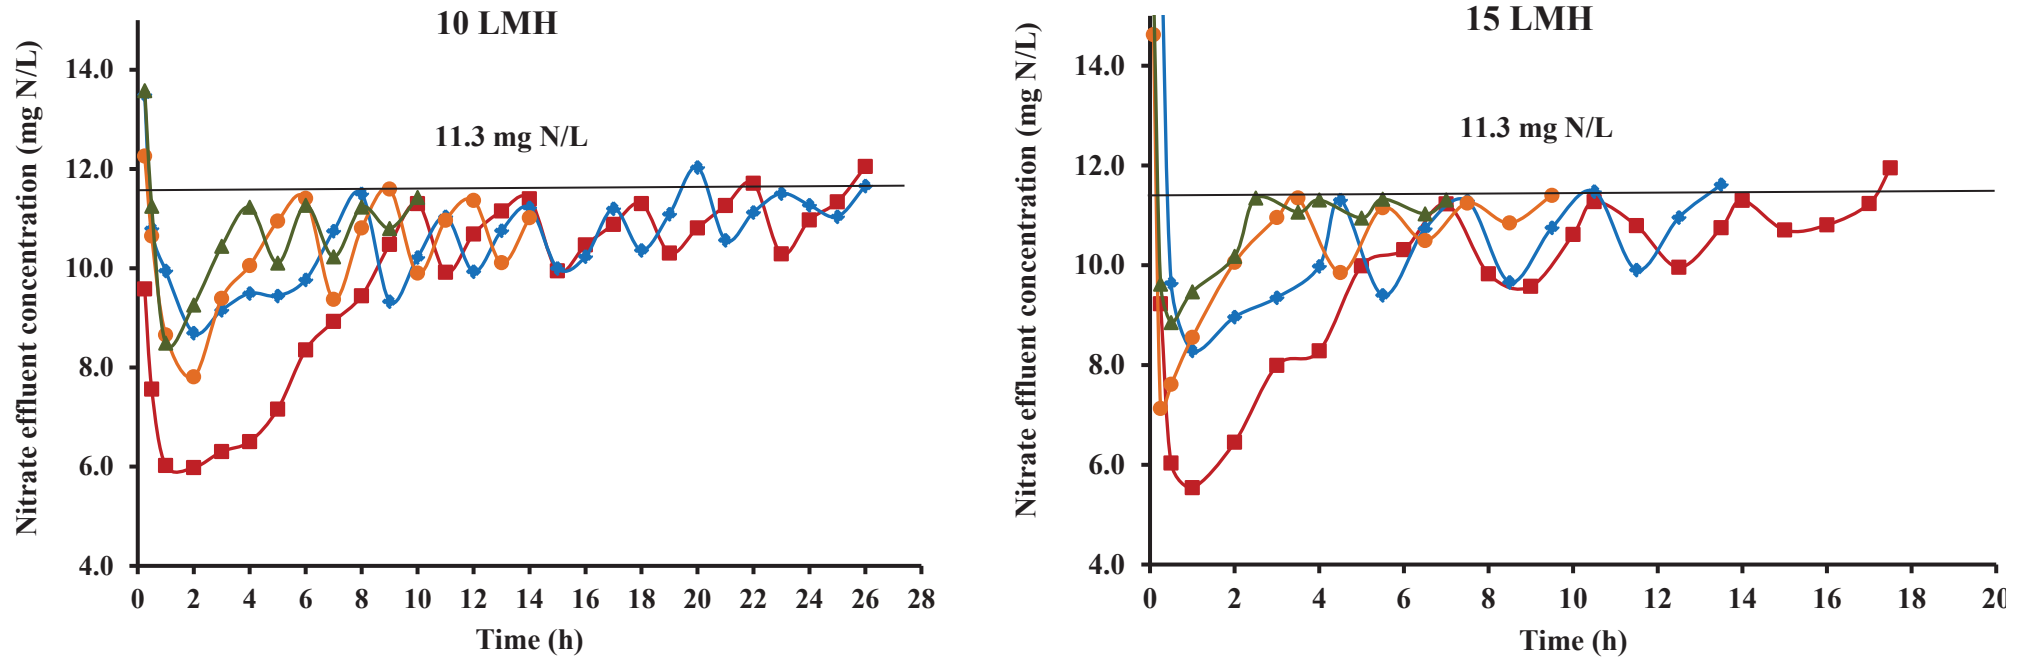 10 LMH
Nitrate effluent concentration (mg N/L)
14.0
12.0
10.0
8.0
6.0
4.0
11.3 mg N/L
0 2 4 6 8 10 12 14 16 18 20 22 24 26 28
Time (h)
15 LMH
Nitrate effluent concentration (mg N/L)
14.0
12.0
10.0
8.0
6.0
4.0
11.3 mg N/L
0 2 4 6 8 10 12 14 16 18 20
Time (h)